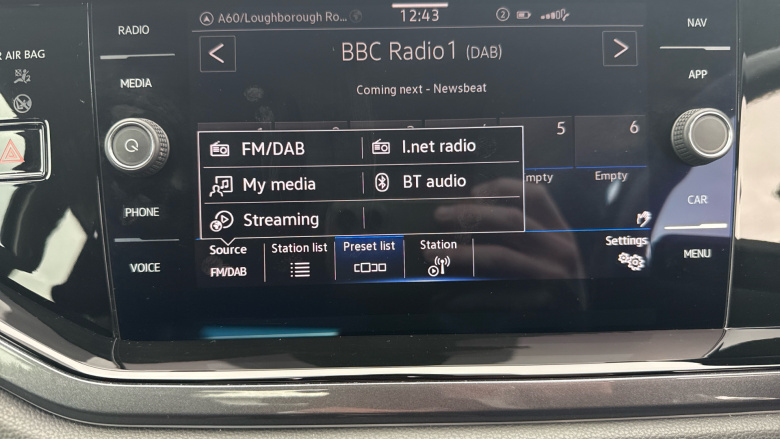 A60/Loughborough Ro...
12:43
2
RADIO
NAV
AIR BAG
BBC Radio1 (DAB)
MEDIA
APP
Coming next - Newsbeat
5
6
FM/DAB
I.net radio
My media
BT audio
mpty
Empty
Streaming
PHONE
CAR
Source
Station list
Preset list
Station
Settings
FM/DAB
VOICE
MENU